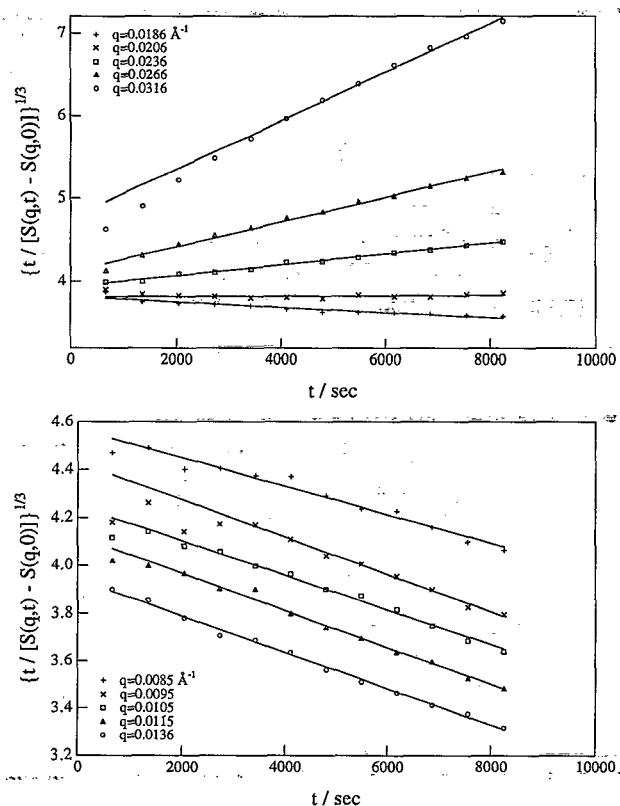 {t / [S(q,t) - S(q,0)]}^1/3
7
6
5
4
+ q=0.0186 Å^-1
× q=0.0206
□ q=0.0236
▲ q=0.0266
○ q=0.0316
0 2000 4000 6000 8000 10000
t / sec
{t / [S(q,t) - S(q,0)]}^1/3
4.6
4.4
4.2
4.0
3.8
3.6
3.4
3.2
+ q=0.0085 Å^-1
× q=0.0095
□ q=0.0105
▲ q=0.0115
○ q=0.0136
0 2000 4000 6000 8000 10000
t / sec